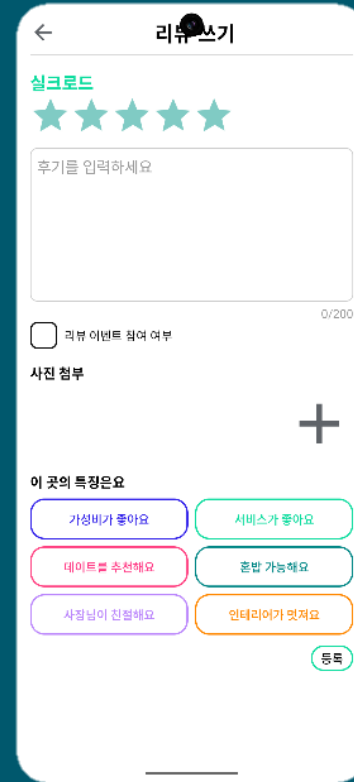 리뷰 쓰기
실크로드
후기를 입력하세요
0/200
리뷰 이벤트 참여 여부
사진 첨부
이 곳의 특징은요
가성비가 좋아요
서비스가 좋아요
데이트를 추천해요
혼밥 가능해요
사장님이 친절해요
인테리어가 멋져요
등록